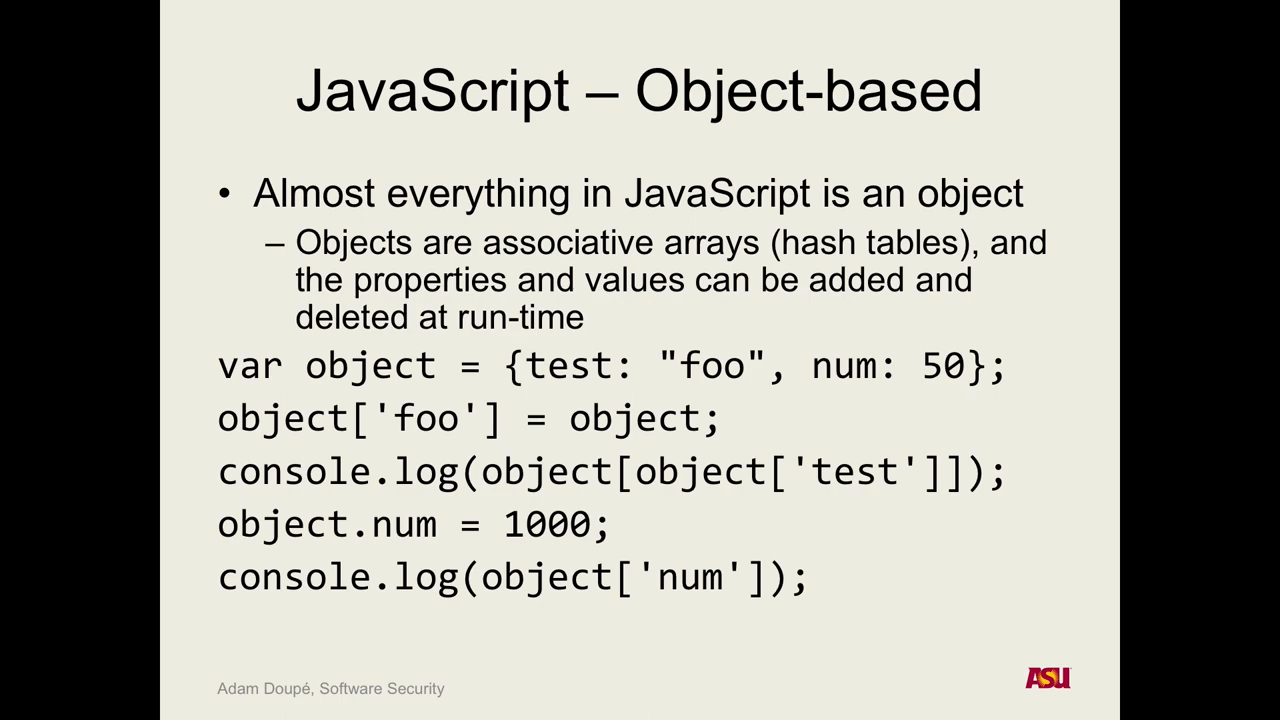 JavaScript – Object-based
• Almost everything in JavaScript is an object
– Objects are associative arrays (hash tables), and
the properties and values can be added and
deleted at run-time
var object = {test: "foo", num: 50};
object['foo'] = object;
console.log(object[object['test']]);
object.num = 1000;
console.log(object['num']);
Adam Doupé, Software Security
ASU